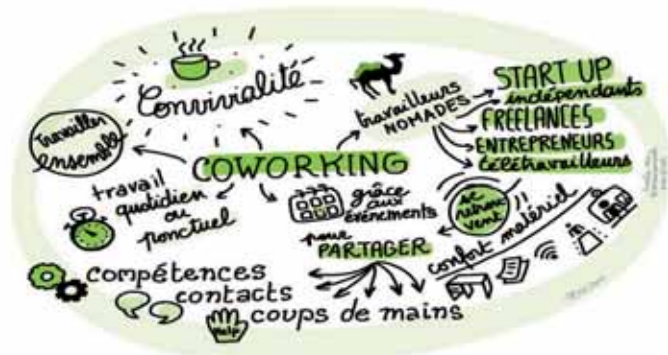 Convivialité
travailler
ensemble
COWORKING
travailleurs
NOMADES
START UP
indépendants
FREELANCES
ENTREPRENEURS
télétravailleurs
travail
quotidien
ou
ponctuel
grâce
aux
événements
se
retrouvent
pour
PARTAGER
confort matériel
compétences
contacts
Help
coups de mains